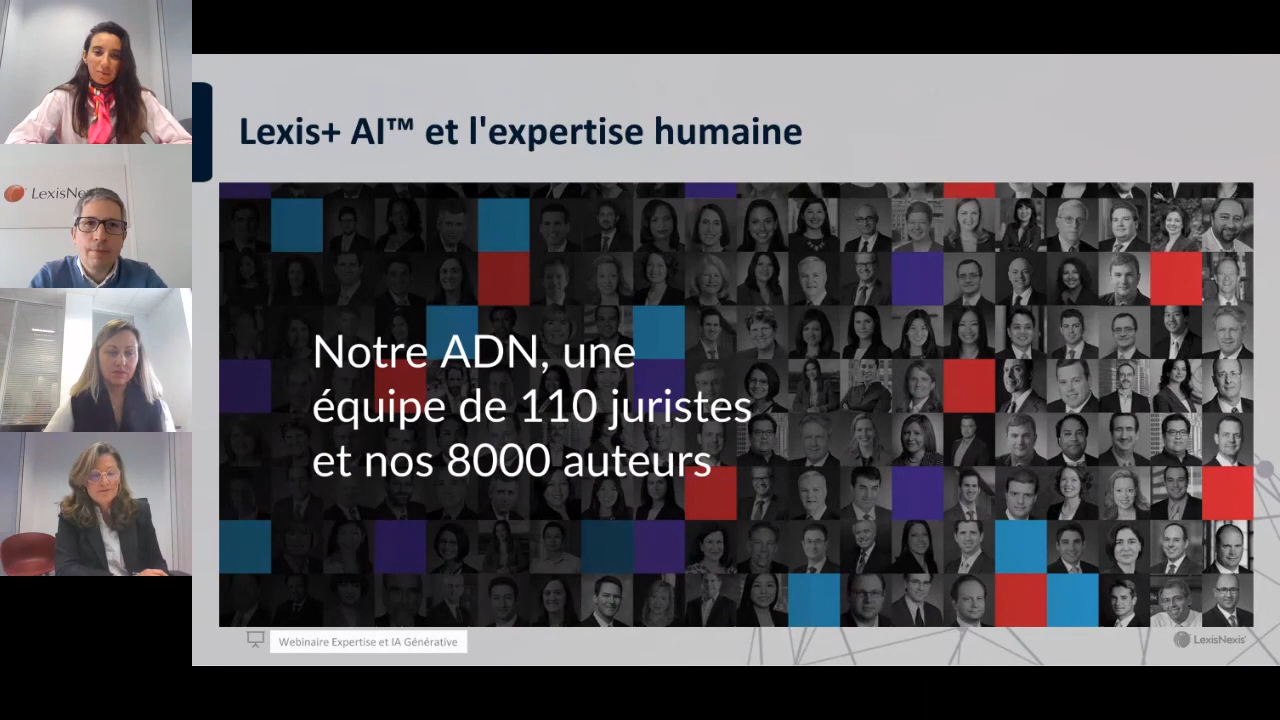 LexisNe
Lexis+ AI™ et l'expertise humaine
Notre ADN, une
équipe de 110 juristes
et nos 8000 auteurs
Webinaire Expertise et IA Générative
LexisNexis